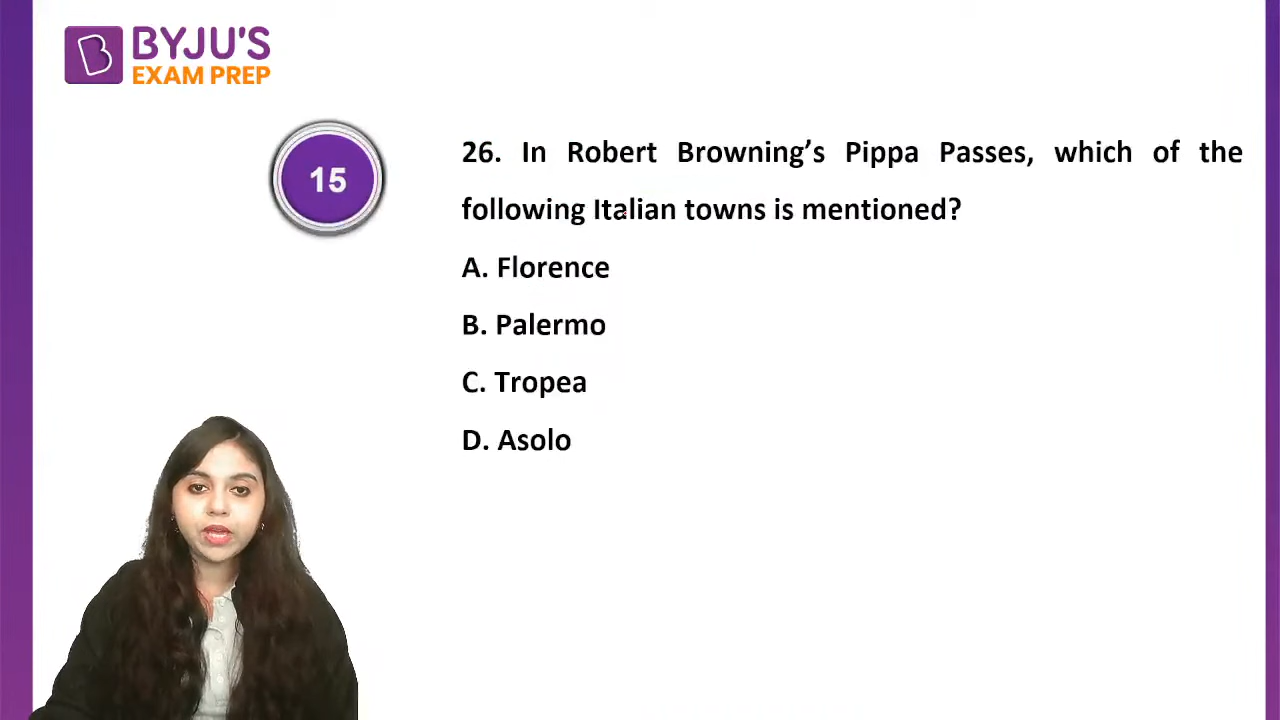 BYJU'S
EXAM PREP
15
26. In Robert Browning’s Pippa Passes, which of the
following Italian towns is mentioned?
A. Florence
B. Palermo
C. Tropea
D. Asolo